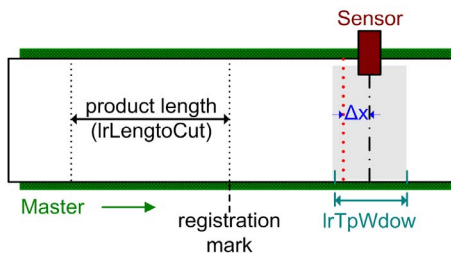 Sensor
product length
(lrLengtoCut)
Δx
Master
registration
mark
lrTpWdow